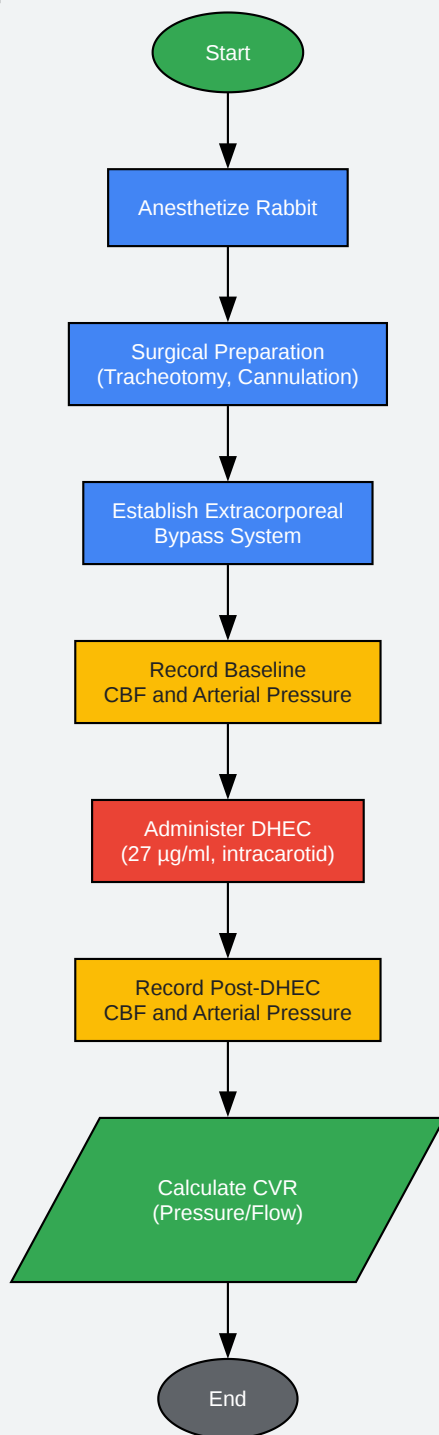 Start
Anesthetize Rabbit
Surgical Preparation
(Tracheotomy, Cannulation)
Establish Extracorporeal
Bypass System
Record Baseline
CBF and Arterial Pressure
Administer DHEC
(27 µg/ml, intracarotid)
Record Post-DHEC
CBF and Arterial Pressure
Calculate CVR
(Pressure/Flow)
End